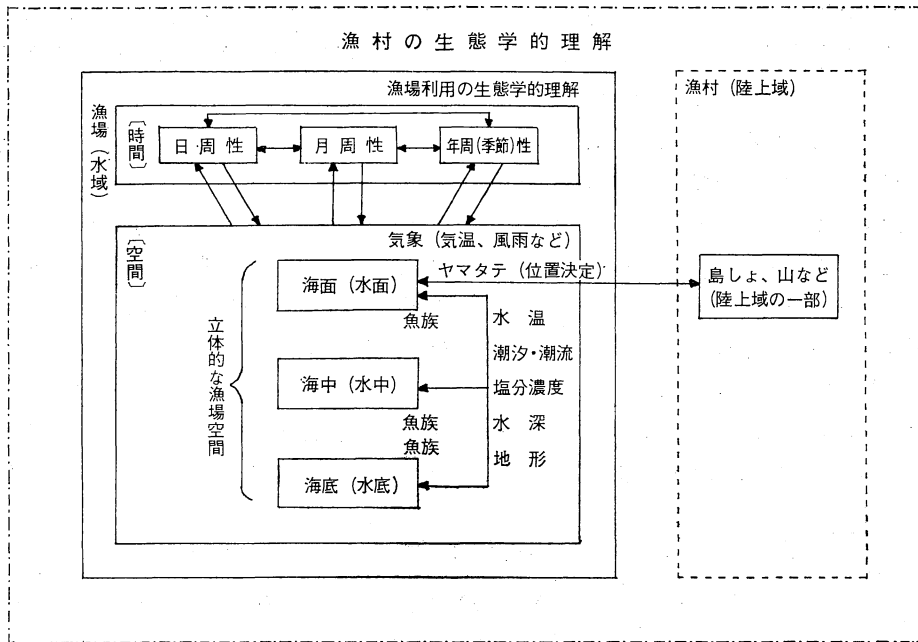 漁村の生態学的理解
漁場利用の生態学的理解
漁場（水域）
〔時間〕
日周性
月周性
年周(季節)性
〔空間〕
気象（気温、風雨など）
ヤマタテ（位置決定）
海面（水面）
魚族
水温
潮汐・潮流
海中（水中）
塩分濃度
魚族
水深
魚族
地形
海底（水底）
立体的な漁場空間
漁村（陸上域）
島しょ、山など
（陸上域の一部）